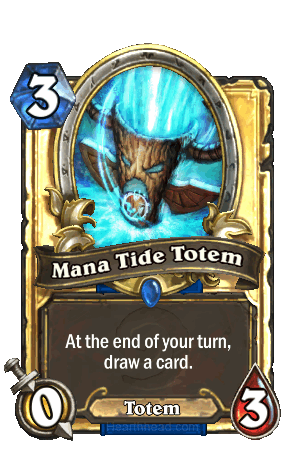 3
Mana Tide Totem
At the end of your turn,
draw a card.
0
Totem
3
Hearthhead.com